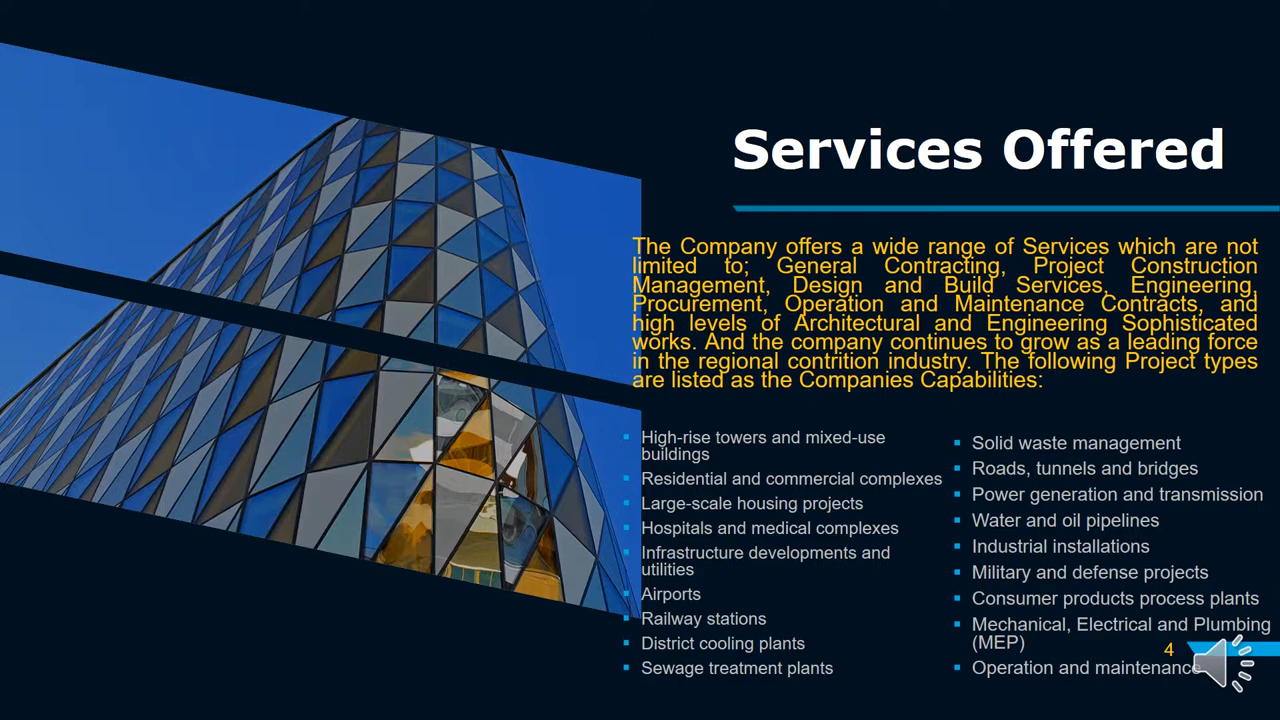 Services Offered
The Company offers a wide range of Services which are not
limited to; General Contracting, Project Construction
Management, Design and Build Services, Engineering,
Procurement, Operation and Maintenance Contracts, and
high levels of Architectural and Engineering Sophisticated
works. And the company continues to grow as a leading force
in the regional contrition industry. The following Project types
are listed as the Companies Capabilities:
High-rise towers and mixed-use
buildings
Residential and commercial complexes
Large-scale housing projects
Hospitals and medical complexes
Infrastructure developments and
utilities
Airports
Railway stations
District cooling plants
Sewage treatment plants
Solid waste management
Roads, tunnels and bridges
Power generation and transmission
Water and oil pipelines
Industrial installations
Military and defense projects
Consumer products process plants
Mechanical, Electrical and Plumbing
(MEP)
Operation and maintenance
4